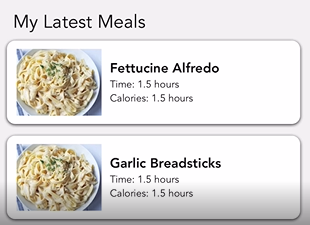 My Latest Meals
Fettucine Alfredo
Time: 1.5 hours
Calories: 1.5 hours
Garlic Breadsticks
Time: 1.5 hours
Calories: 1.5 hours